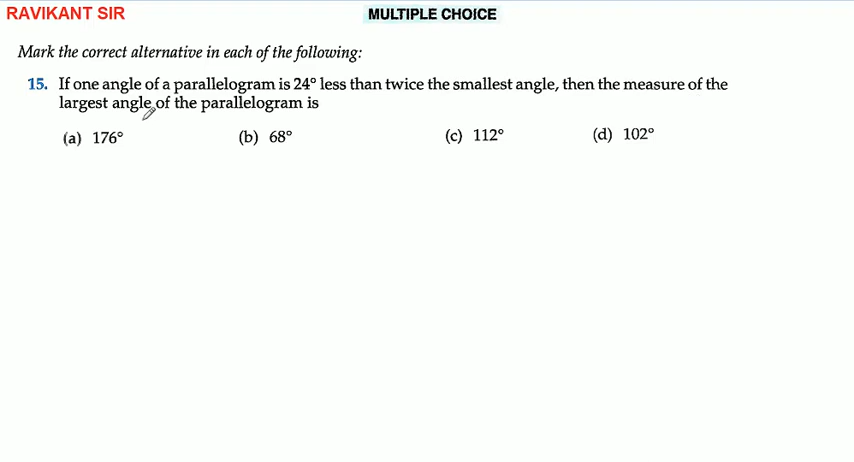 RAVIKANT SIR
MULTIPLE CHOICE
Mark the correct alternative in each of the following:
15. If one angle of a parallelogram is 24° less than twice the smallest angle, then the measure of the
largest angle of the parallelogram is
(a) 176° (b) 68° (c) 112° (d) 102°